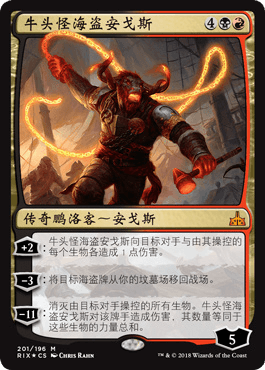 牛头怪海盗安戈斯 4
传奇鹏洛客～安戈斯
+2： 牛头怪海盗安戈斯向目标对手与由其操控的
每个生物各造成1点伤害。
-3： 将目标海盗牌从你的坟墓场移回战场。
-11： 消灭由目标对手操控的所有生物。牛头怪海
盗安戈斯对该牌手造成伤害，其数量等同于
这些生物的力量总和。
5
201/196 M
RIX★CS CHRIS RAHN
™ & © 2018 Wizards of the Coast